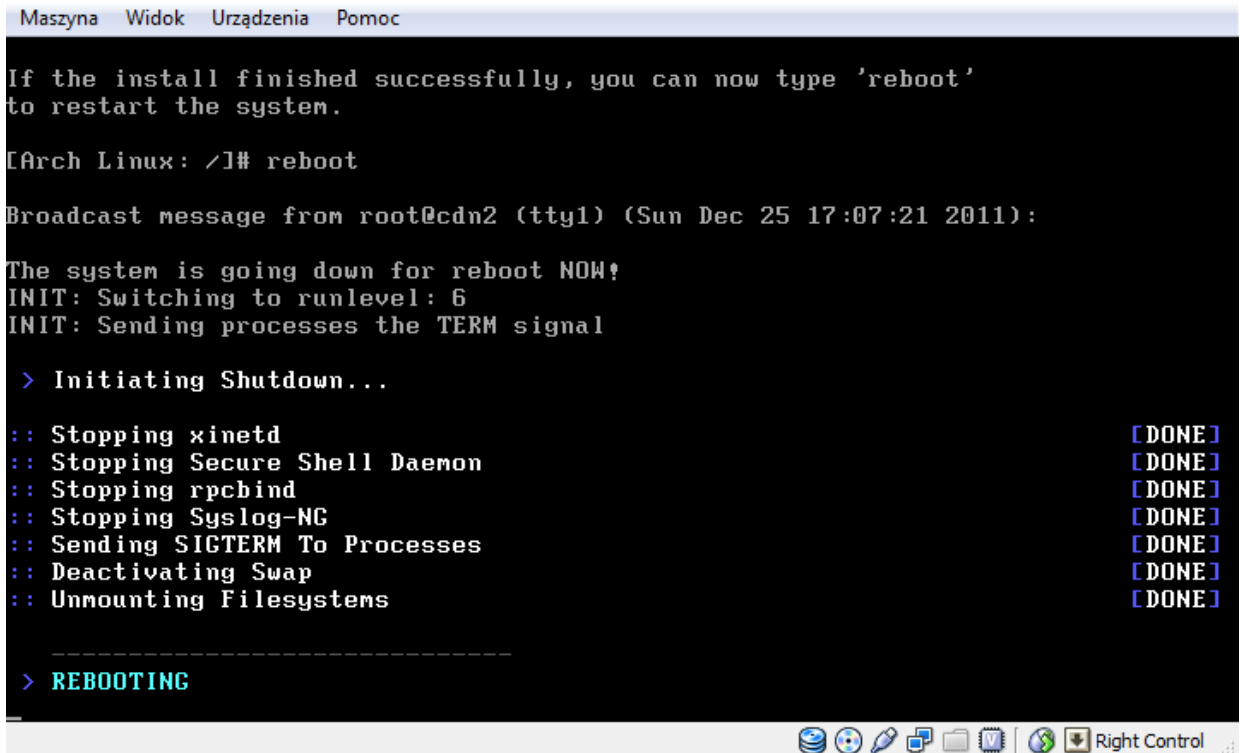 Maszyna Widok Urządzenia Pomoc
If the install finished successfully, you can now type 'reboot'
to restart the system.
[Arch Linux: /]# reboot
Broadcast message from root@cdn2 (tty1) (Sun Dec 25 17:07:21 2011):
The system is going down for reboot NOW!
INIT: Switching to runlevel: 6
INIT: Sending processes the TERM signal
> Initiating Shutdown...
:: Stopping xinetd [DONE]
:: Stopping Secure Shell Daemon [DONE]
:: Stopping rpcbind [DONE]
:: Stopping Syslog-NG [DONE]
:: Sending SIGTERM To Processes [DONE]
:: Deactivating Swap [DONE]
:: Unmounting Filesystems [DONE]
------------------------------
> REBOOTING
Right Control